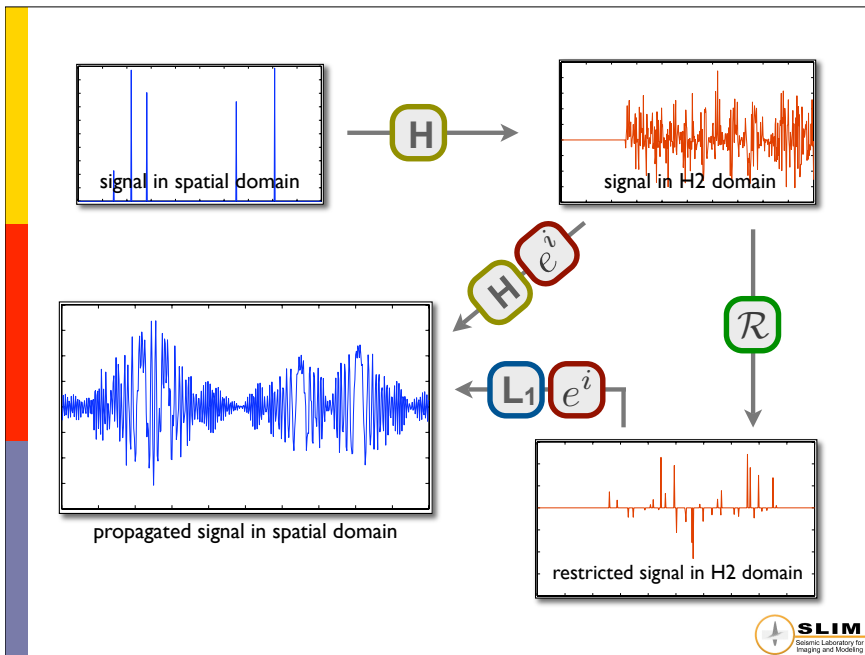 signal in spatial domain
H
signal in H2 domain
e^i
H
R
L1
e^i
propagated signal in spatial domain
restricted signal in H2 domain
SLIM
Seismic Laboratory for
Imaging and Modeling